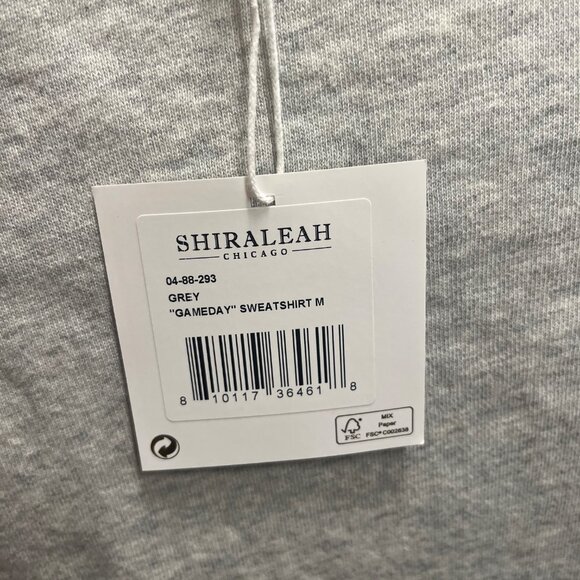 SHIRALEAH
CHICAGO
04-88-293
GREY
"GAMEDAY" SWEATSHIRT M
8 10117 36461 8
FSC
MIX
Paper
FSC® C002638